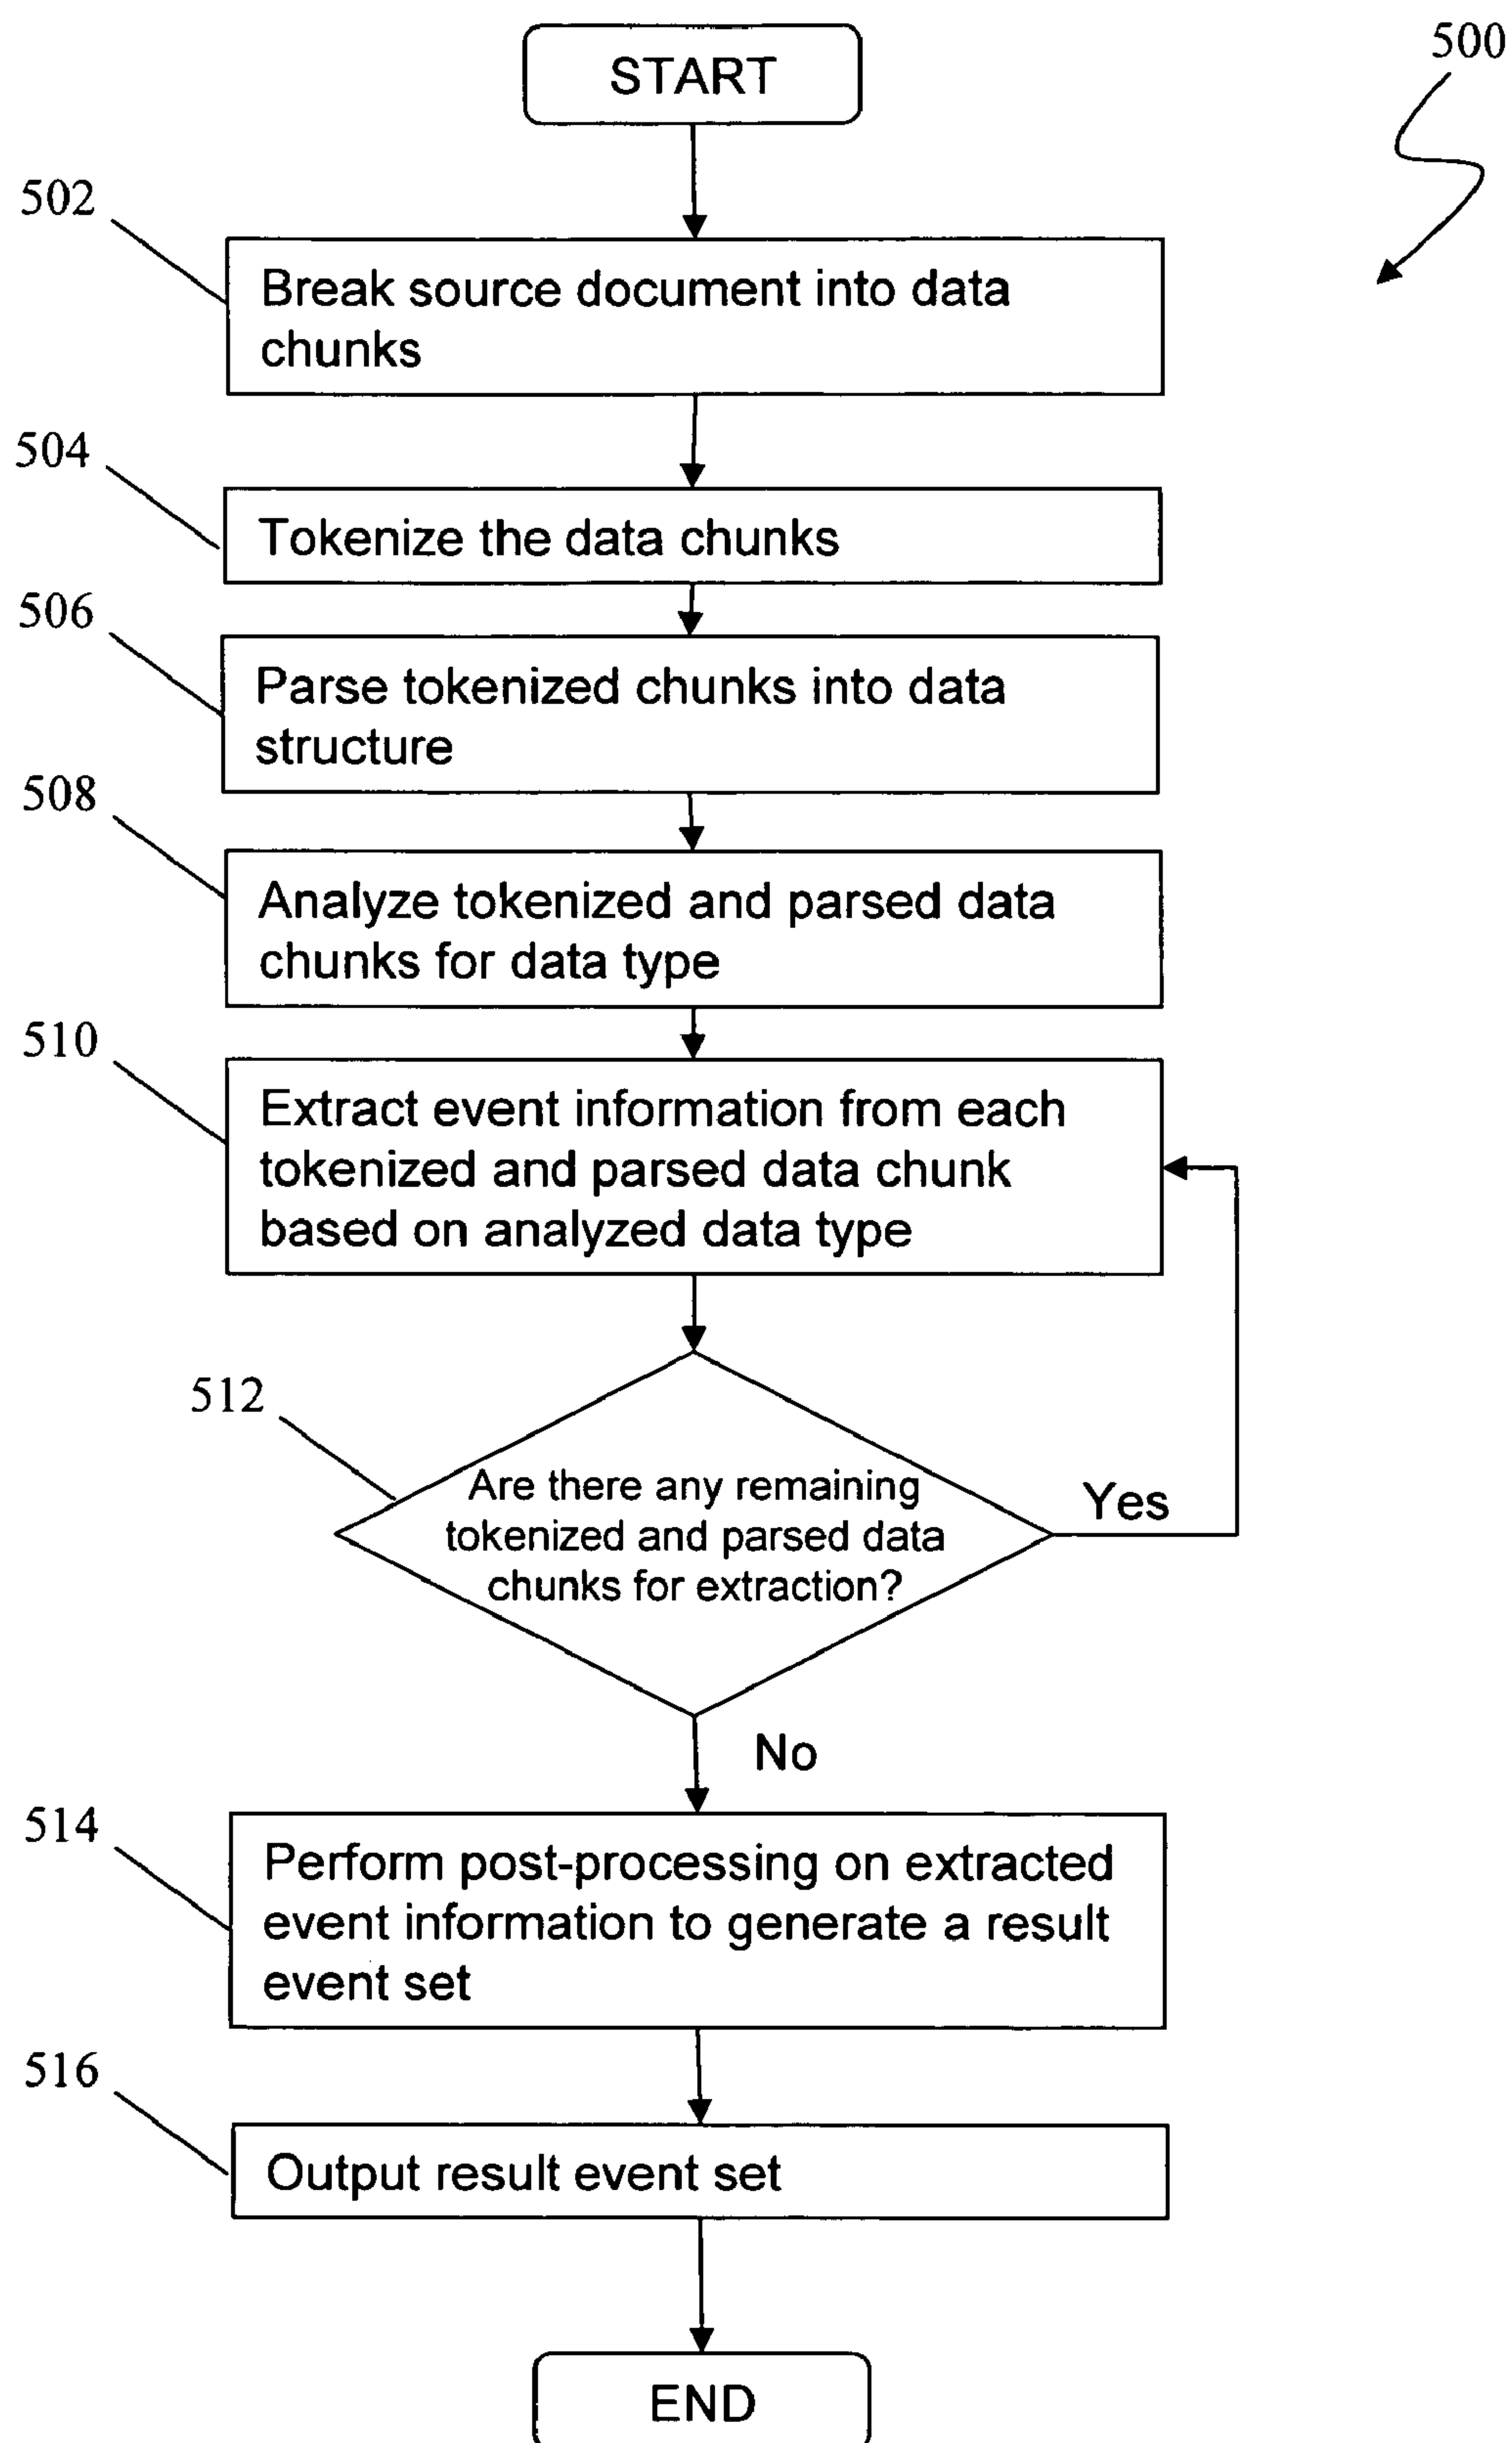 START
500
502
Break source document into data
chunks
504
Tokenize the data chunks
506
Parse tokenized chunks into data
structure
508
Analyze tokenized and parsed data
chunks for data type
510
Extract event information from each
tokenized and parsed data chunk
based on analyzed data type
512
Are there any remaining
tokenized and parsed data
chunks for extraction?
Yes
No
514
Perform post-processing on extracted
event information to generate a result
event set
516
Output result event set
END